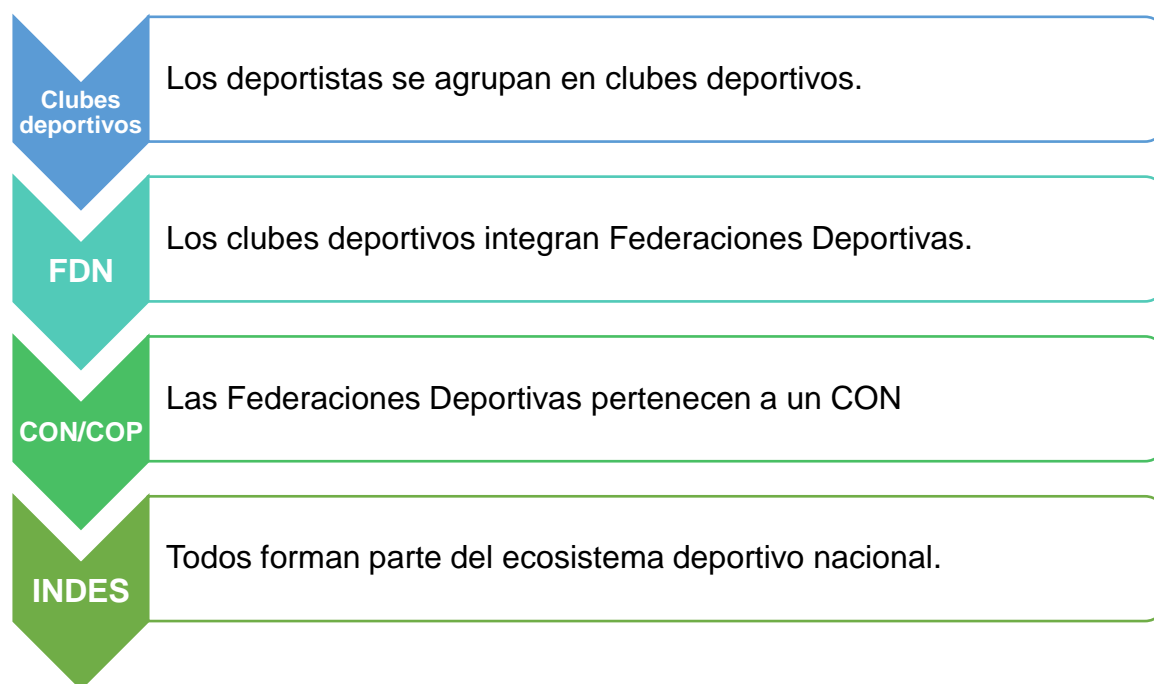 Clubes
deportivos
Los deportistas se agrupan en clubes deportivos.
FDN
Los clubes deportivos integran Federaciones Deportivas.
CON/COP
Las Federaciones Deportivas pertenecen a un CON
INDES
Todos forman parte del ecosistema deportivo nacional.